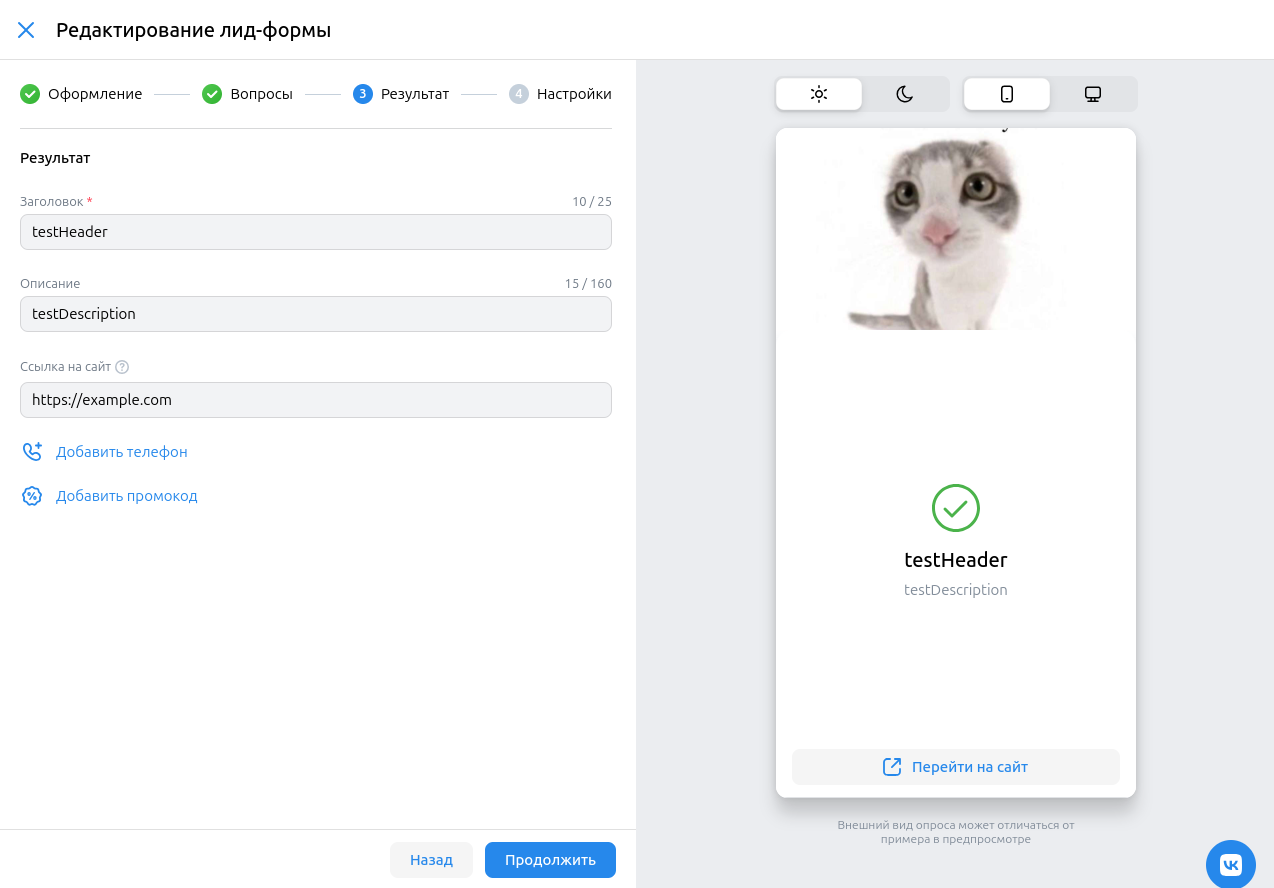 Редактирование лид-формы
Оформление
Вопросы
3 Результат
4 Настройки
Результат
Заголовок * 10 / 25
testHeader
Описание 15 / 160
testDescription
Ссылка на сайт ?
https://example.com
Добавить телефон
% Добавить промокод
Назад Продолжить
testHeader
testDescription
Перейти на сайт
Внешний вид опроса может отличаться от
примера в предпросмотре